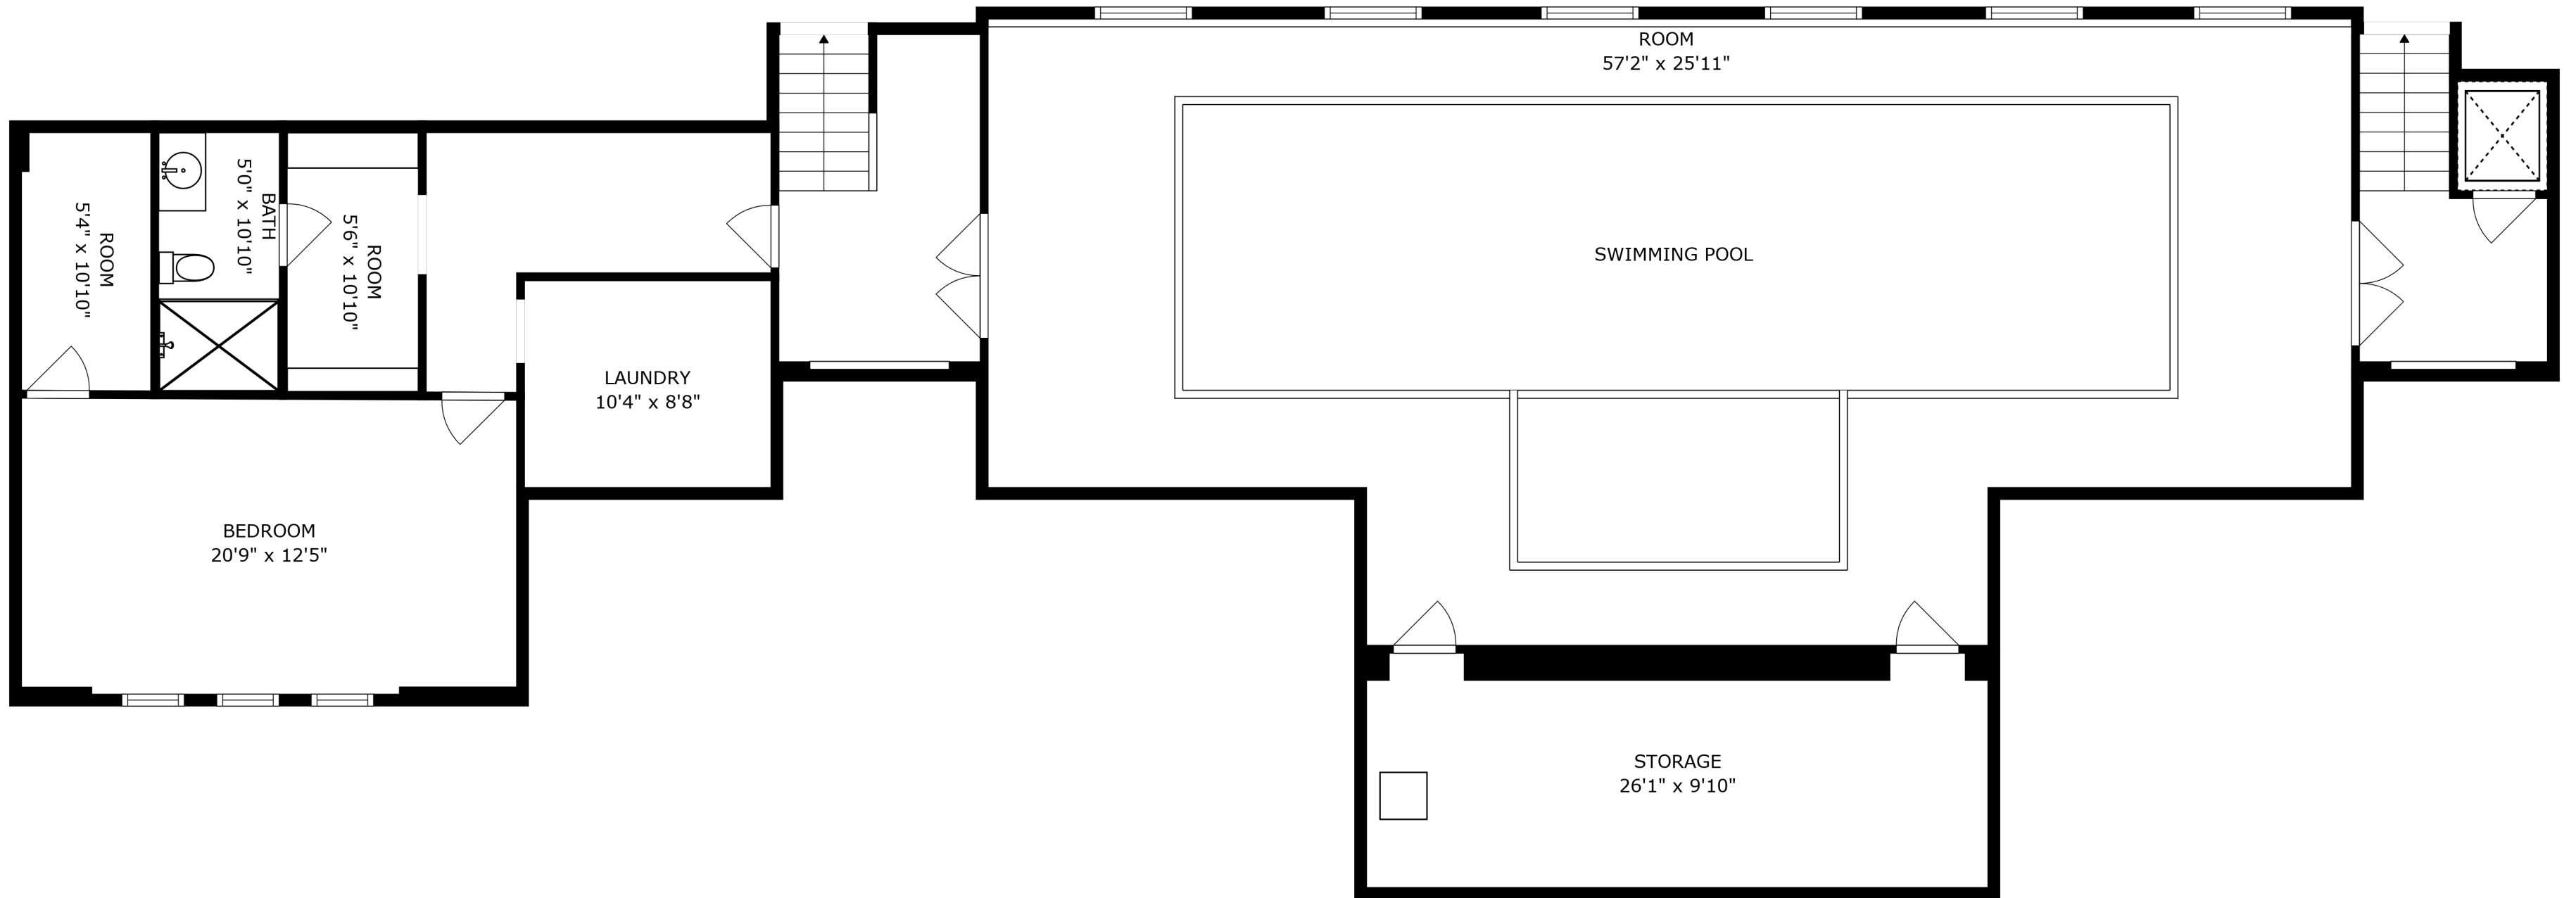 ROOM
57'2" x 25'11"
ROOM
5'4" x 10'10"
BATH
5'0" x 10'10"
ROOM
5'6" x 10'10"
SWIMMING POOL
LAUNDRY
10'4" x 8'8"
BEDROOM
20'9" x 12'5"
STORAGE
26'1" x 9'10"